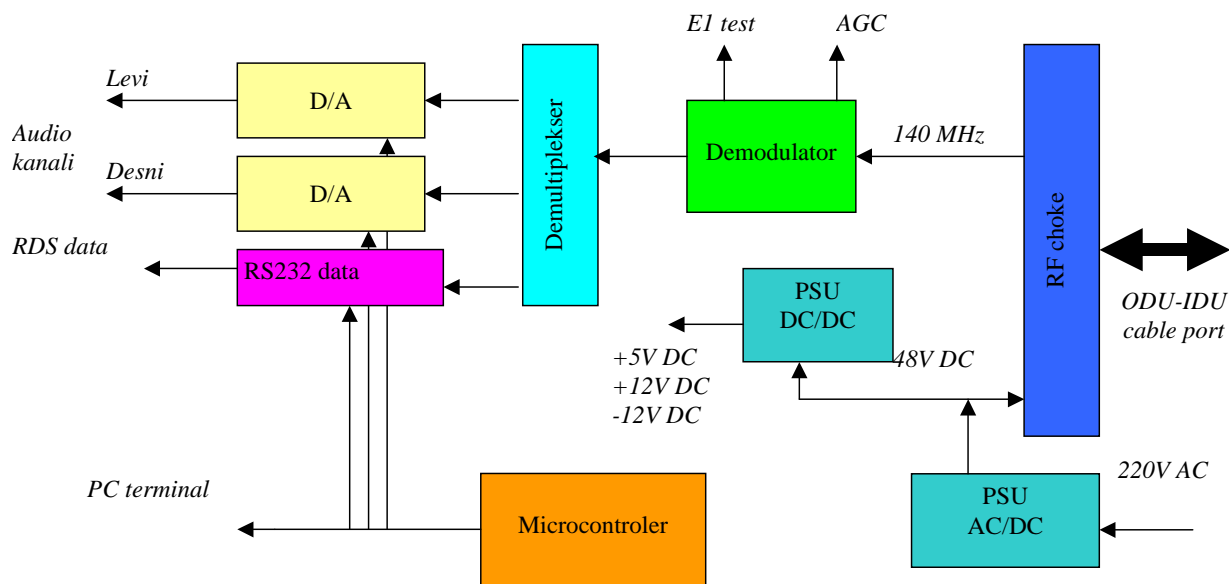 E1 test
AGC
Levi
D/A
Audio
kanali
Desni
D/A
RDS data
RS232 data
Demultiplekser
Demodulator
140 MHz
RF choke
ODU-IDU
cable port
PSU
DC/DC
+5V DC
+12V DC
-12V DC
48V DC
PC terminal
Microcontroler
PSU
AC/DC
220V AC